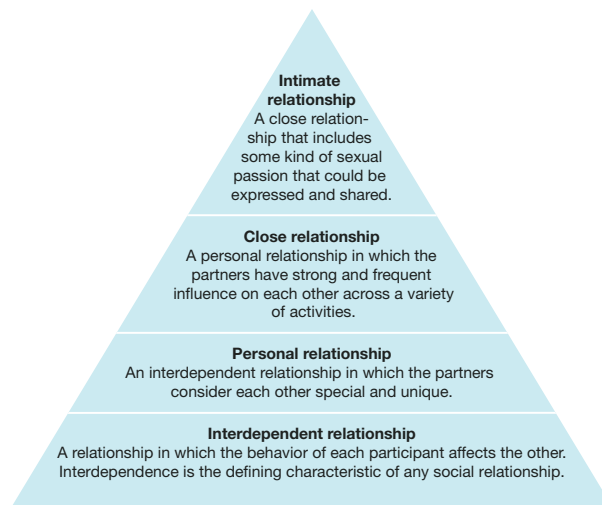 Intimate
relationship
A close relation-
ship that includes
some kind of sexual
passion that could be
expressed and shared.
Close relationship
A personal relationship in which the
partners have strong and frequent
influence on each other across a variety
of activities.
Personal relationship
An interdependent relationship in which the partners
consider each other special and unique.
Interdependent relationship
A relationship in which the behavior of each participant affects the other.
Interdependence is the defining characteristic of any social relationship.